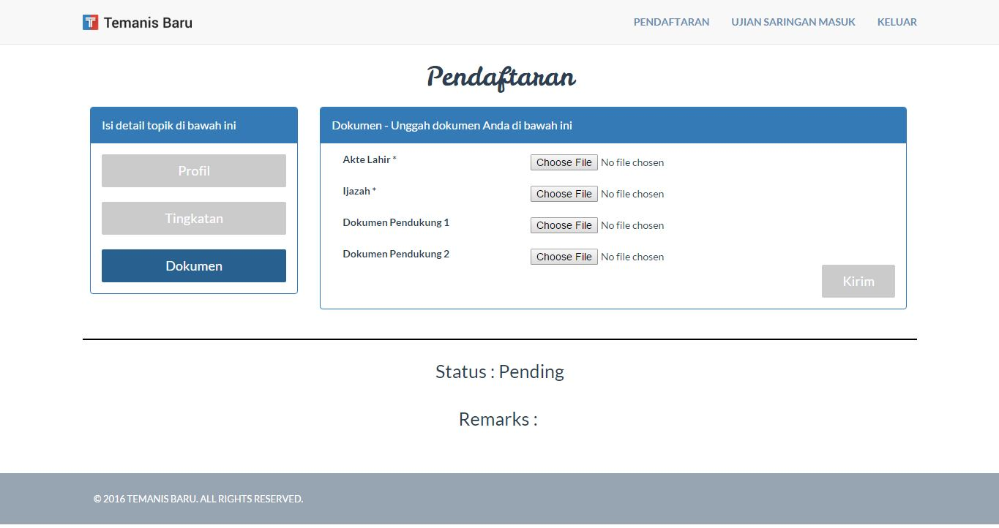 Temanis Baru
PENDAFTARAN UJIAN SARINGAN MASUK KELUAR
Pendaftaran
Isi detail topik di bawah ini
Profil
Tingkatan
Dokumen
Dokumen - Unggah dokumen Anda di bawah ini
Akte Lahir * Choose File No file chosen
Ijazah * Choose File No file chosen
Dokumen Pendukung 1 Choose File No file chosen
Dokumen Pendukung 2 Choose File No file chosen
Kirim
Status : Pending
Remarks :
© 2016 TEMANIS BARU. ALL RIGHTS RESERVED.